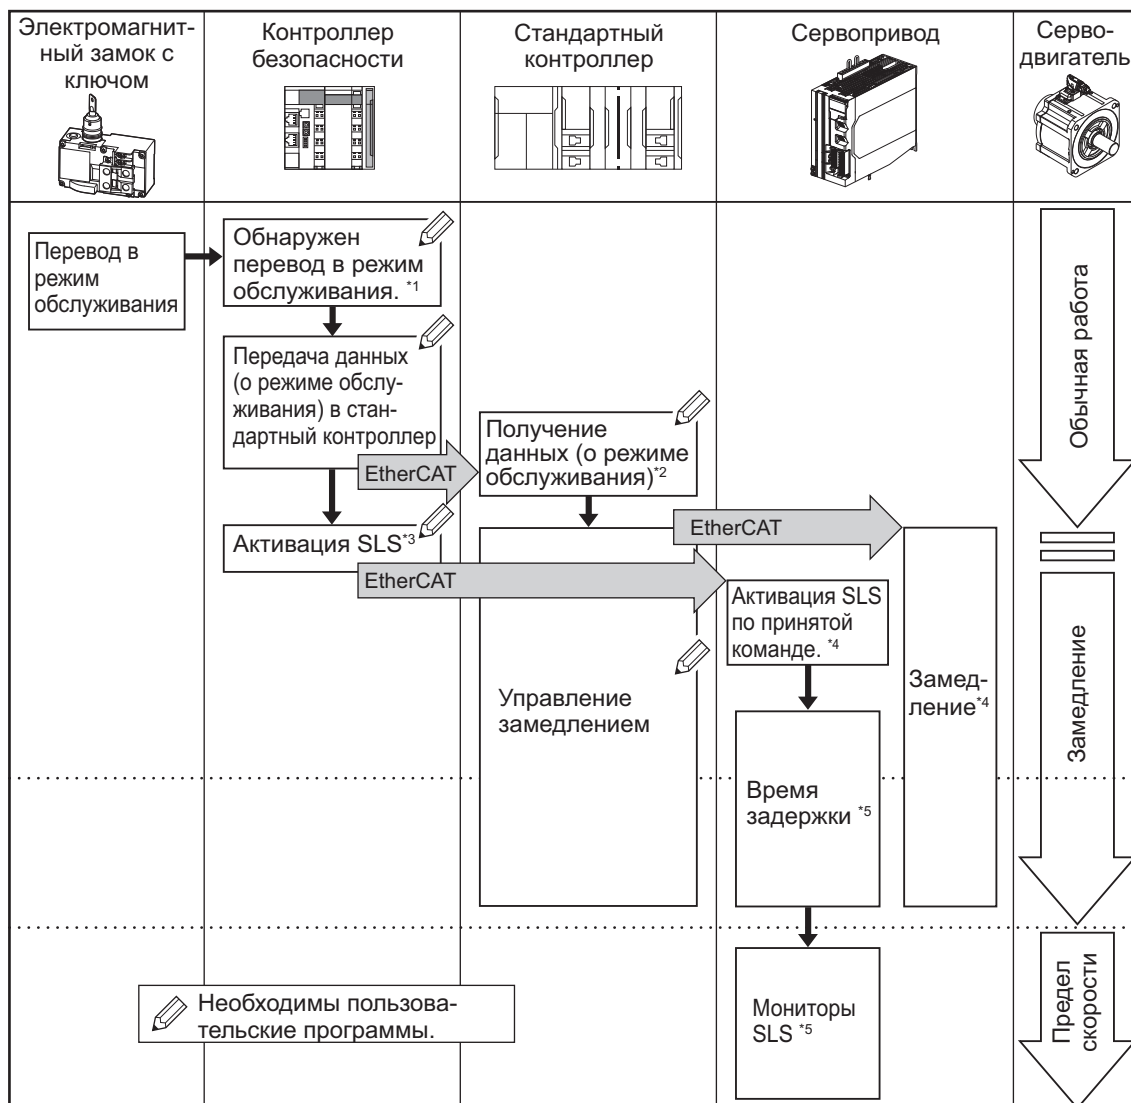 Электромагнит-
ный замок с
ключом
Контроллер
безопасности
Стандартный
контроллер
Сервопривод
Серво-
двигатель
Перевод в
режим
обслуживания
Обнаружен
перевод в режим
обслуживания. *1
Передача данных
(о режиме обслу-
живания) в стан-
дартный контроллер
EtherCAT
Получение
данных (о режиме
обслуживания)*2
Активация SLS*3
EtherCAT
EtherCAT
Активация SLS
по принятой
команде. *4
Управление
замедлением
Замед-
ление*4
Время
задержки *5
Мониторы
SLS *5
Обычная работа
Замедление
Предел
скорости
Необходимы пользова-
тельские программы.